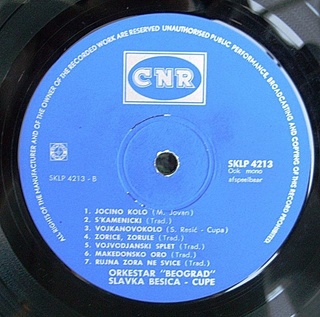 ALL RIGHTS OF THE MANUFACTURER AND OF THE OWNER OF THE RECORDED WORK ARE RESERVED UNAUTHORISED PUBLIC PERFORMANCE, BROADCASTING AND COPYING OF THIS RECORD PROHIBITED.
CNR
SKLP 4213 - B
SKLP 4213
Ook mono
afspeelbaar
1. JOCINO KOLO (M. Jovan)
2. S'KAMENICKI (Trad.)
3. VOJKANOVOKOLO (S. Resić - Cupa)
4. ZORICE, ZORULE (Trad.)
5. VOJVODJANSKI SPLET (Trad.)
6. MAKEDONSKO ORO (Trad.)
7. RUJNA ZORA NE SVICE (Trad.)
ORKESTAR "BEOGRAD"
SLAVKA BESICA - CUPE